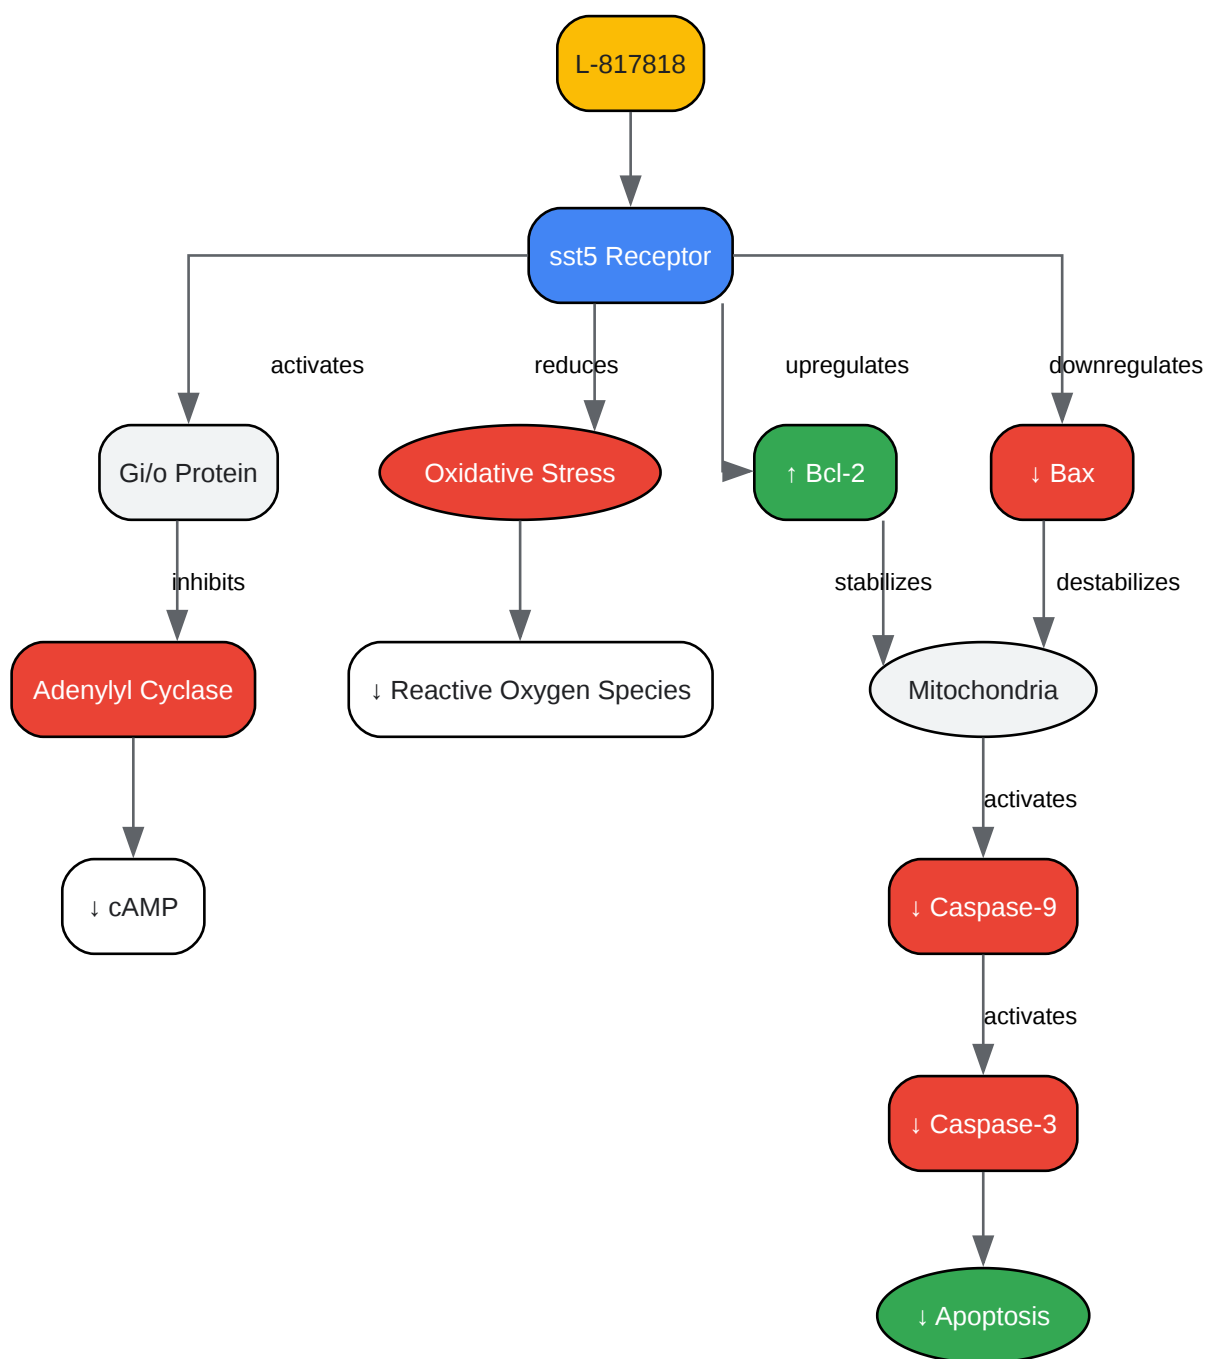 L-817818
sst5 Receptor
activates
reduces
upregulates
downregulates
Gi/o Protein
Oxidative Stress
↑ Bcl-2
↓ Bax
inhibits
stabilizes
destabilizes
Adenylyl Cyclase
↓ Reactive Oxygen Species
Mitochondria
activates
↓ cAMP
↓ Caspase-9
activates
↓ Caspase-3
↓ Apoptosis